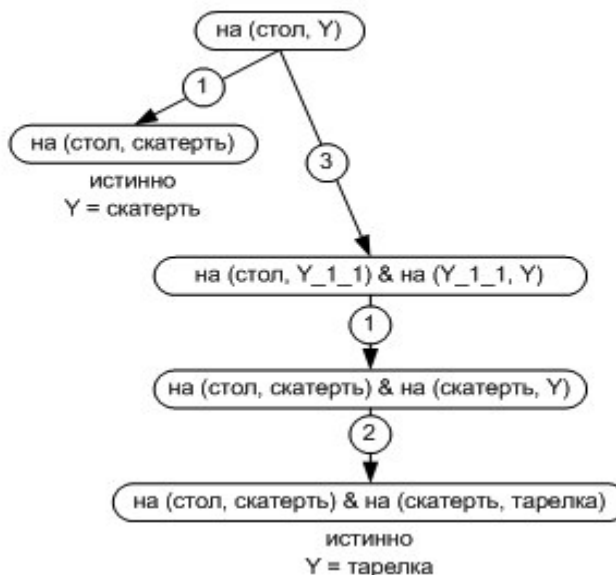 на (стол, Y)
1
на (стол, скатерть)
истинно
Y = скатерть
3
на (стол, Y_1_1) & на (Y_1_1, Y)
1
на (стол, скатерть) & на (скатерть, Y)
2
на (стол, скатерть) & на (скатерть, тарелка)
истинно
Y = тарелка